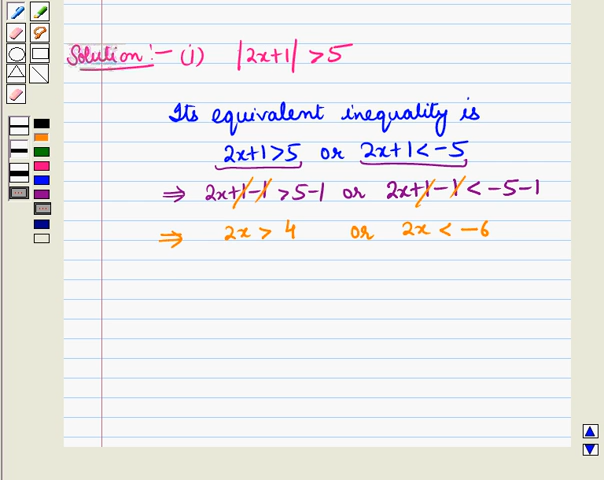 Solution:- (i) |2x+1| > 5
Its equivalent inequality is
2x+1>5 or 2x+1<-5
⇒ 2x+1-1 > 5-1 or 2x+1-1 < -5-1
⇒ 2x > 4 or 2x < -6